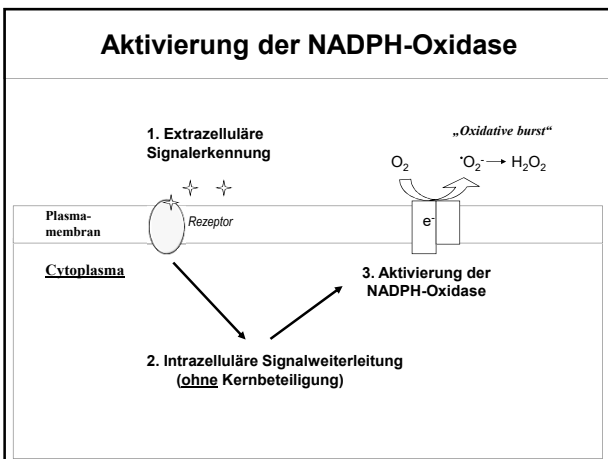 Aktivierung der NADPH-Oxidase
1. Extrazelluläre
Signalerkennung
„Oxidative burst“
O₂
•O₂⁻ → H₂O₂
Plasma-
membran
Rezeptor
e⁻
Cytoplasma
3. Aktivierung der
NADPH-Oxidase
2. Intrazelluläre Signalweiterleitung
(ohne Kernbeteiligung)